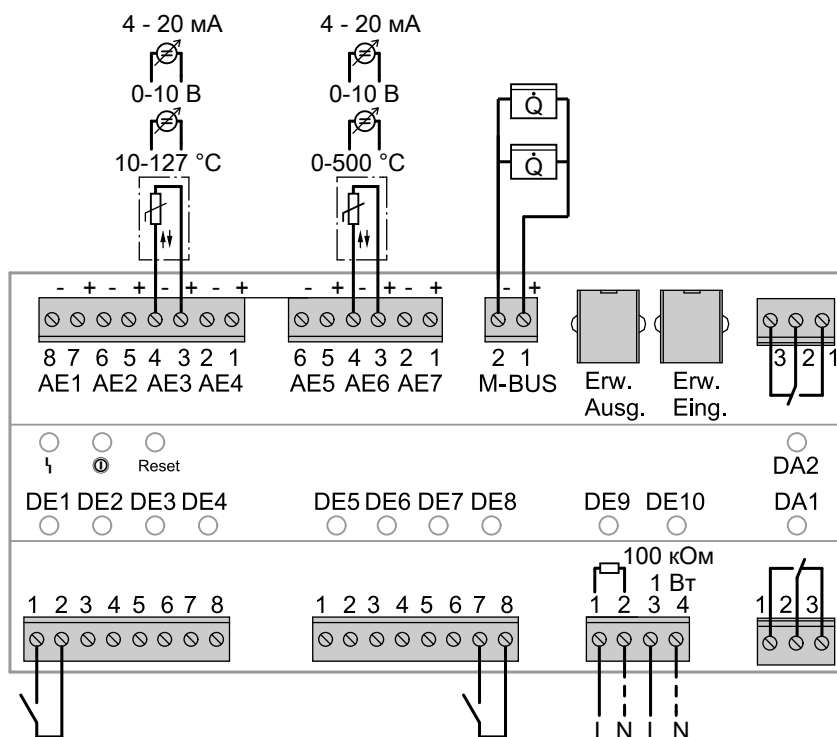 4 - 20 мА 4 - 20 мА
0-10 В 0-10 В
10-127 °C 0-500 °C
Q̇
Q̇
- + - + - + - + - + - + - + - +
8 7 6 5 4 3 2 1 6 5 4 3 2 1 2 1 3 2 1
AE1 AE2 AE3 AE4 AE5 AE6 AE7 M-BUS Erw. Erw.
Ausg. Eing.
Reset DA2
DE1 DE2 DE3 DE4 DE5 DE6 DE7 DE8 DE9 DE10 DA1
100 кОм
1 Вт
1 2 3 4 5 6 7 8 1 2 3 4 5 6 7 8 1 2 3 4 1 2 3
L N L N